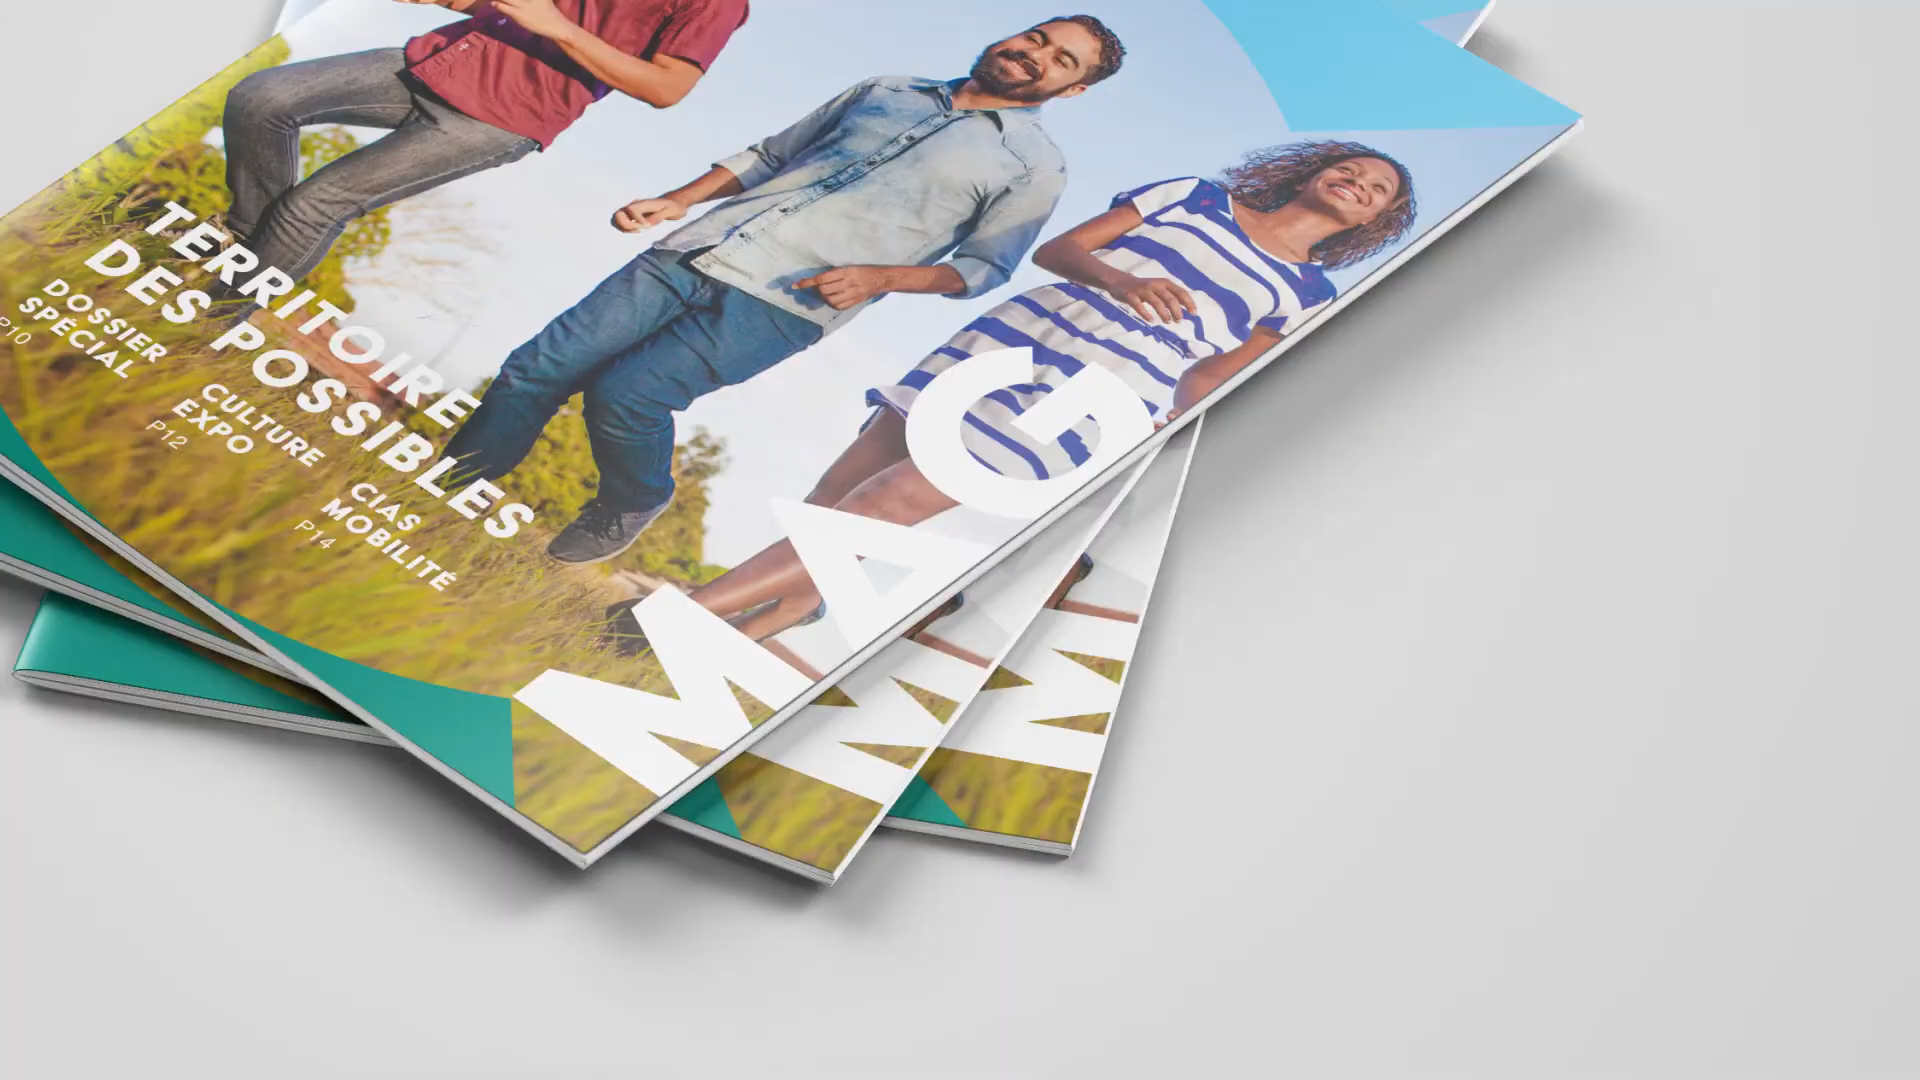 TERRITOIRE
DES POSSIBLES
DOSSIER
SPÉCIAL
P10
CULTURE
EXPO
P12
CIAS
MOBILITÉ
P14
MAG
M
M